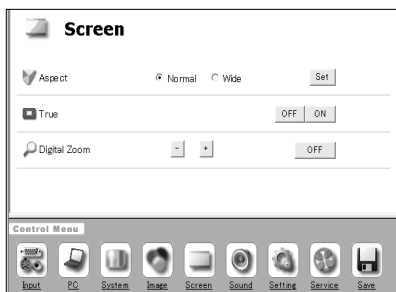 Screen
Aspect Normal Wide Set
True OFF ON
Digital Zoom - + OFF
Control Menu
Input PC System Image Screen Sound Setting Service Save